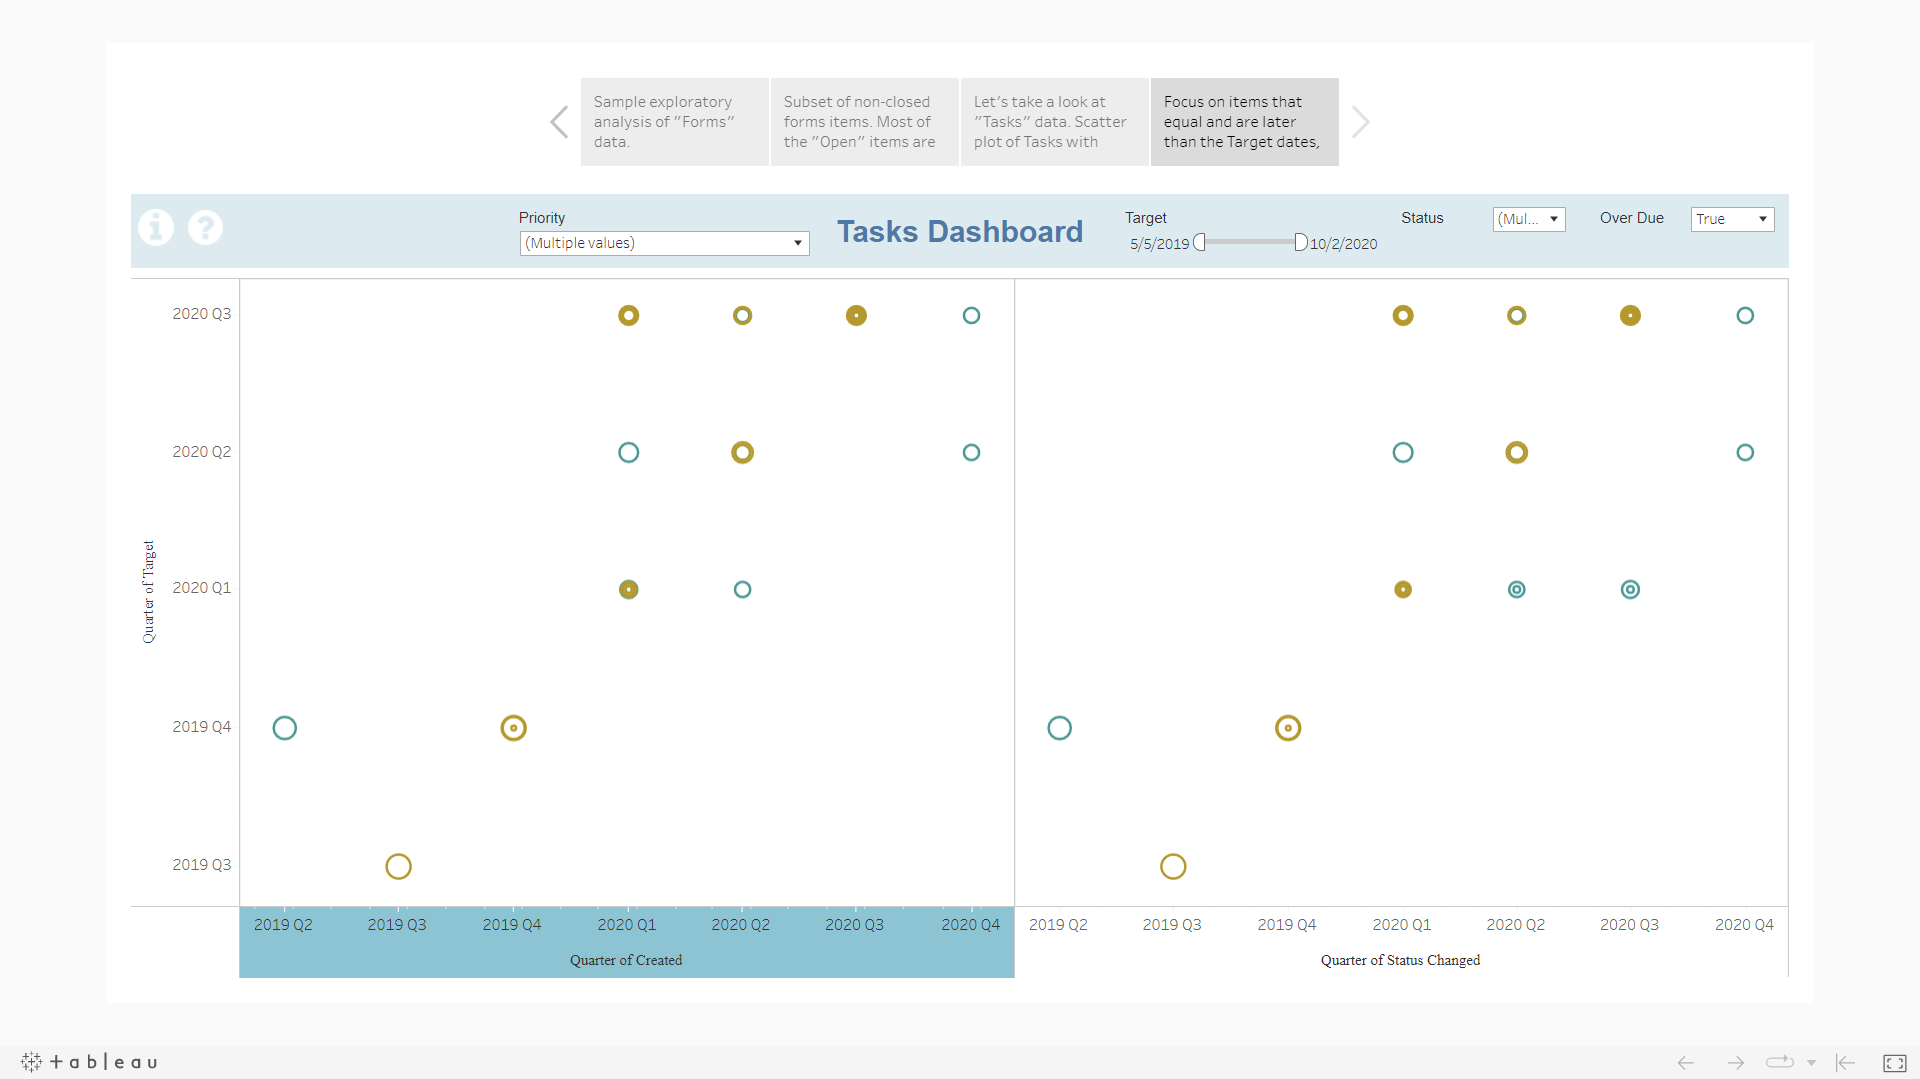 Sample exploratory
analysis of "Forms"
data.
Subset of non-closed
forms items. Most of
the "Open" items are
Let's take a look at
"Tasks" data. Scatter
plot of Tasks with
Focus on items that
equal and are later
than the Target dates,
Priority
(Multiple values)
Tasks Dashboard
Target
5/5/2019
10/2/2020
Status
(Mul...
Over Due
True
Quarter of Target
2020 Q3
2020 Q2
2020 Q1
2019 Q4
2019 Q3
2019 Q2 2019 Q3 2019 Q4 2020 Q1 2020 Q2 2020 Q3 2020 Q4
Quarter of Created
2019 Q2 2019 Q3 2019 Q4 2020 Q1 2020 Q2 2020 Q3 2020 Q4
Quarter of Status Changed
+ableau